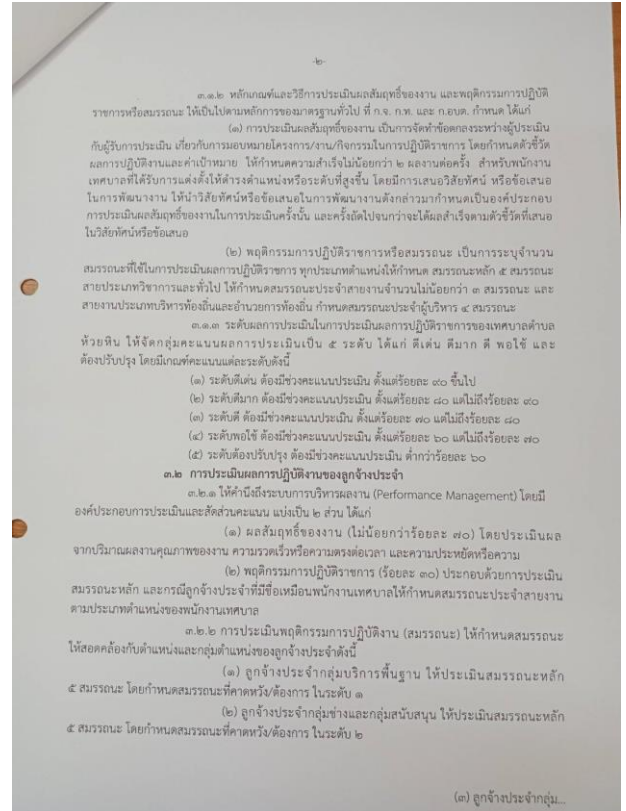 -๒-
๓.๑.๒ หลักเกณฑ์และวิธีการประเมินผลสัมฤทธิ์ของงาน และพฤติกรรมการปฏิบัติ
ราชการหรือสมรรถนะ ให้เป็นไปตามหลักการของมาตรฐานทั่วไป ที่ ก.จ. ก.ท. และ ก.อบต. กำหนด ได้แก่
(๑) การประเมินผลสัมฤทธิ์ของงาน เป็นการจัดทำข้อตกลงระหว่างผู้ประเมิน
กับผู้รับการประเมิน เกี่ยวกับการมอบหมายโครงการ/งาน/กิจกรรมในการปฏิบัติราชการ โดยกำหนดตัวชี้วัด
ผลการปฏิบัติงานและค่าเป้าหมาย ให้กำหนดความสำเร็จไม่น้อยกว่า ๒ ผลงานต่อครั้ง สำหรับพนักงาน
เทศบาลที่ได้รับการแต่งตั้งให้ดำรงตำแหน่งหรือระดับที่สูงขึ้น โดยมีการเสนอวิสัยทัศน์ หรือข้อเสนอ
ในการพัฒนางาน ให้นำวิสัยทัศน์หรือข้อเสนอในการพัฒนางานดังกล่าวมากำหนดเป็นองค์ประกอบ
การประเมินผลสัมฤทธิ์ของงานในการประเมินครั้งนั้น และครั้งถัดไปจนกว่าจะได้ผลสำเร็จตามตัวชี้วัดที่เสนอ
ในวิสัยทัศน์หรือข้อเสนอ
(๒) พฤติกรรมการปฏิบัติราชการหรือสมรรถนะ เป็นการระบุจำนวน
สมรรถนะที่ใช้ในการประเมินผลการปฏิบัติราชการ ทุกประเภทตำแหน่งให้กำหนด สมรรถนะหลัก ๕ สมรรถนะ
สายประเภทวิชาการและทั่วไป ให้กำหนดสมรรถนะประจำสายงานจำนวนไม่น้อยกว่า ๓ สมรรถนะ และ
สายงานประเภทบริหารท้องถิ่นและอำนวยการท้องถิ่น กำหนดสมรรถนะประจำผู้บริหาร ๔ สมรรถนะ
๓.๑.๓ ระดับผลการประเมินในการประเมินผลการปฏิบัติราชการของเทศบาลตำบล
ห้วยหิน ให้จัดกลุ่มคะแนนผลการประเมินเป็น ๕ ระดับ ได้แก่ ดีเด่น ดีมาก ดี พอใช้ และ
ต้องปรับปรุง โดยมีเกณฑ์คะแนนแต่ละระดับดังนี้
(๑) ระดับดีเด่น ต้องมีช่วงคะแนนประเมิน ตั้งแต่ร้อยละ ๙๐ ขึ้นไป
(๒) ระดับดีมาก ต้องมีช่วงคะแนนประเมิน ตั้งแต่ร้อยละ ๘๐ แต่ไม่ถึงร้อยละ ๙๐
(๓) ระดับดี ต้องมีช่วงคะแนนประเมิน ตั้งแต่ร้อยละ ๗๐ แต่ไม่ถึงร้อยละ ๘๐
(๔) ระดับพอใช้ ต้องมีช่วงคะแนนประเมิน ตั้งแต่ร้อยละ ๖๐ แต่ไม่ถึงร้อยละ ๗๐
(๕) ระดับต้องปรับปรุง ต้องมีช่วงคะแนนประเมิน ต่ำกว่าร้อยละ ๖๐
๓.๒ การประเมินผลการปฏิบัติงานของลูกจ้างประจำ
๓.๒.๑ ให้คำนึงถึงระบบการบริหารผลงาน (Performance Management) โดยมี
องค์ประกอบการประเมินและสัดส่วนคะแนน แบ่งเป็น ๒ ส่วน ได้แก่
(๑) ผลสัมฤทธิ์ของงาน (ไม่น้อยกว่าร้อยละ ๗๐) โดยประเมินผล
จากปริมาณผลงานคุณภาพของงาน ความรวดเร็วหรือความตรงต่อเวลา และความประหยัดหรือความ
(๒) พฤติกรรมการปฏิบัติราชการ (ร้อยละ ๓๐) ประกอบด้วยการประเมิน
สมรรถนะหลัก และกรณีลูกจ้างประจำที่มีชื่อเหมือนพนักงานเทศบาลให้กำหนดสมรรถนะประจำสายงาน
ตามประเภทตำแหน่งของพนักงานเทศบาล
๓.๒.๒ การประเมินพฤติกรรมการปฏิบัติงาน (สมรรถนะ) ให้กำหนดสมรรถนะ
ให้สอดคล้องกับตำแหน่งและกลุ่มตำแหน่งของลูกจ้างประจำดังนี้
(๑) ลูกจ้างประจำกลุ่มบริการพื้นฐาน ให้ประเมินสมรรถนะหลัก
๕ สมรรถนะ โดยกำหนดสมรรถนะที่คาดหวัง/ต้องการ ในระดับ ๑
(๒) ลูกจ้างประจำกลุ่มช่างและกลุ่มสนับสนุน ให้ประเมินสมรรถนะหลัก
๕ สมรรถนะ โดยกำหนดสมรรถนะที่คาดหวัง/ต้องการ ในระดับ ๒
(๓) ลูกจ้างประจำกลุ่ม...